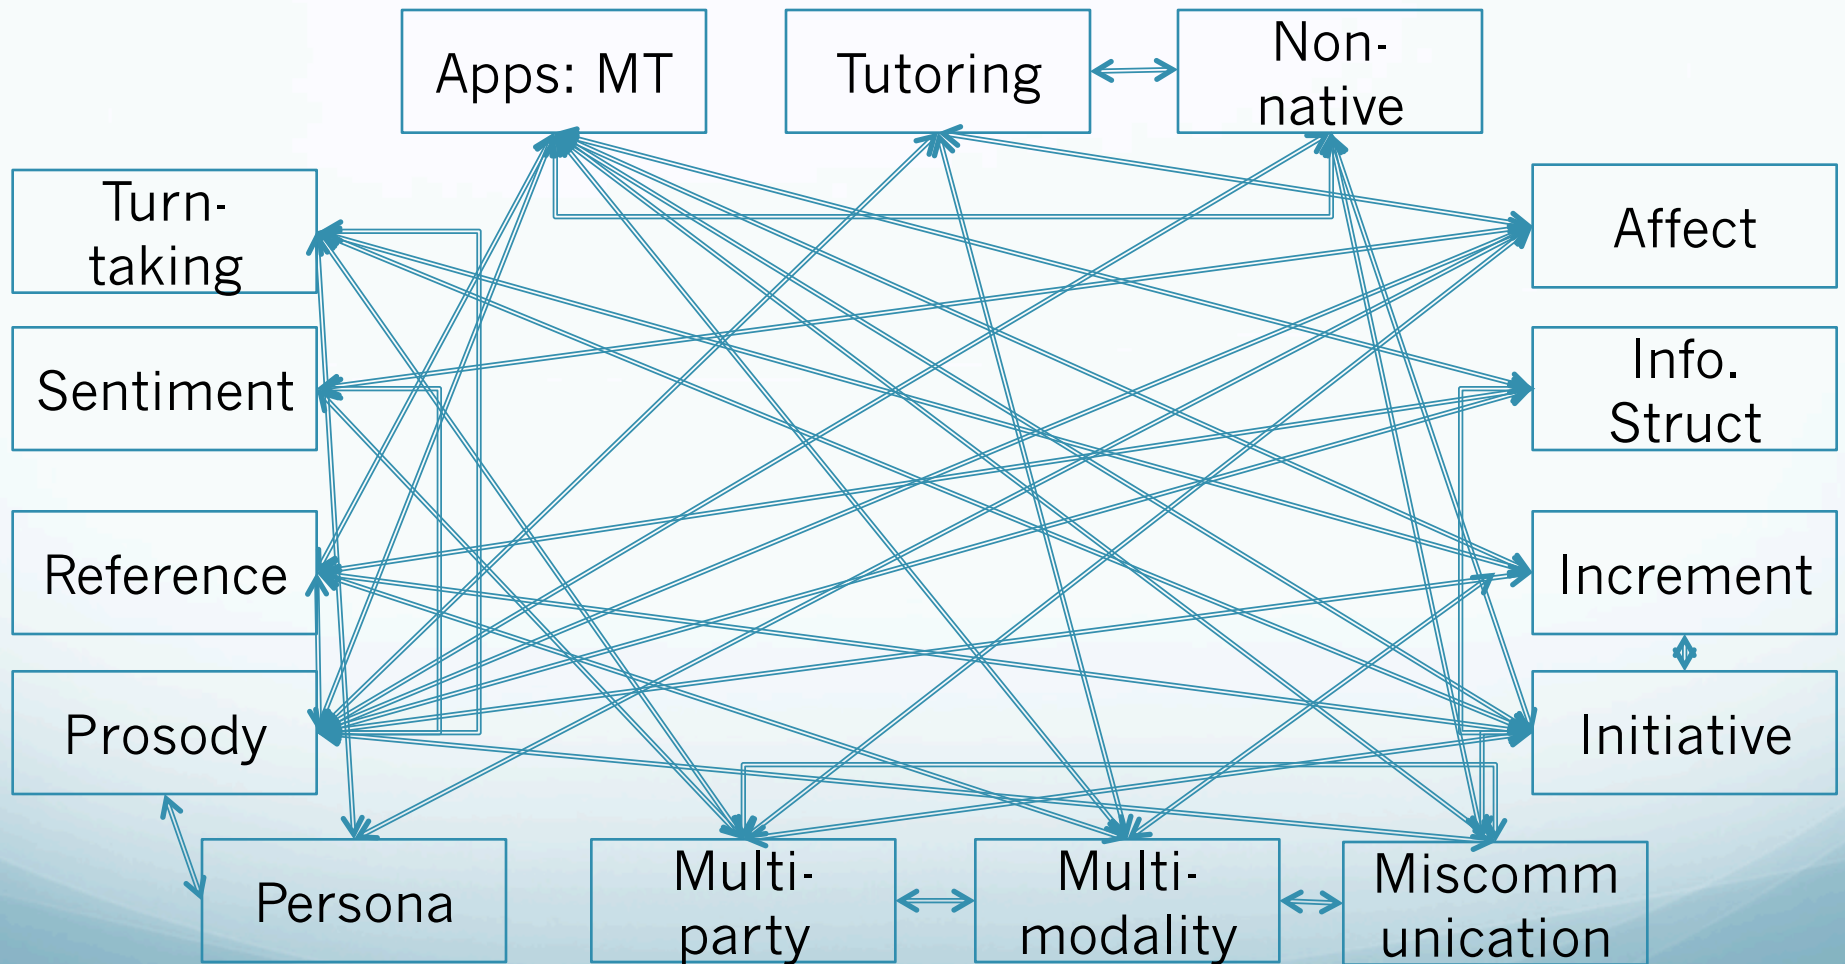 Apps: MT
Tutoring
Non-
native
Turn-
taking
Affect
Sentiment
Info.
Struct
Reference
Increment
Prosody
Initiative
Persona
Multi-
party
Multi-
modality
Miscomm
unication